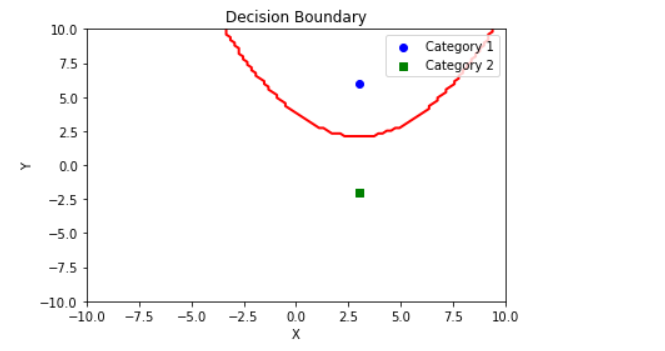 Decision Boundary
Category 1
Category 2
10.0
7.5
5.0
2.5
0.0
−2.5
−5.0
−7.5
−10.0
Y
−10.0 −7.5 −5.0 −2.5 0.0 2.5 5.0 7.5 10.0
X